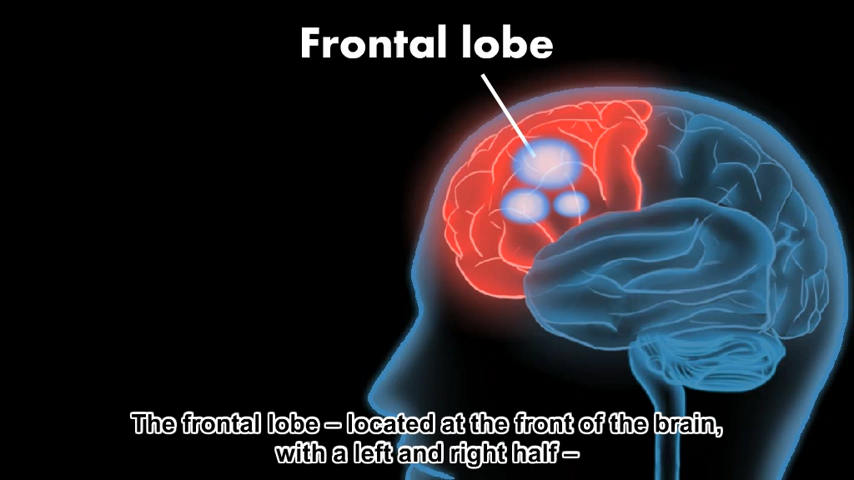 Frontal lobe
The frontal lobe – located at the front of the brain,
with a left and right half –